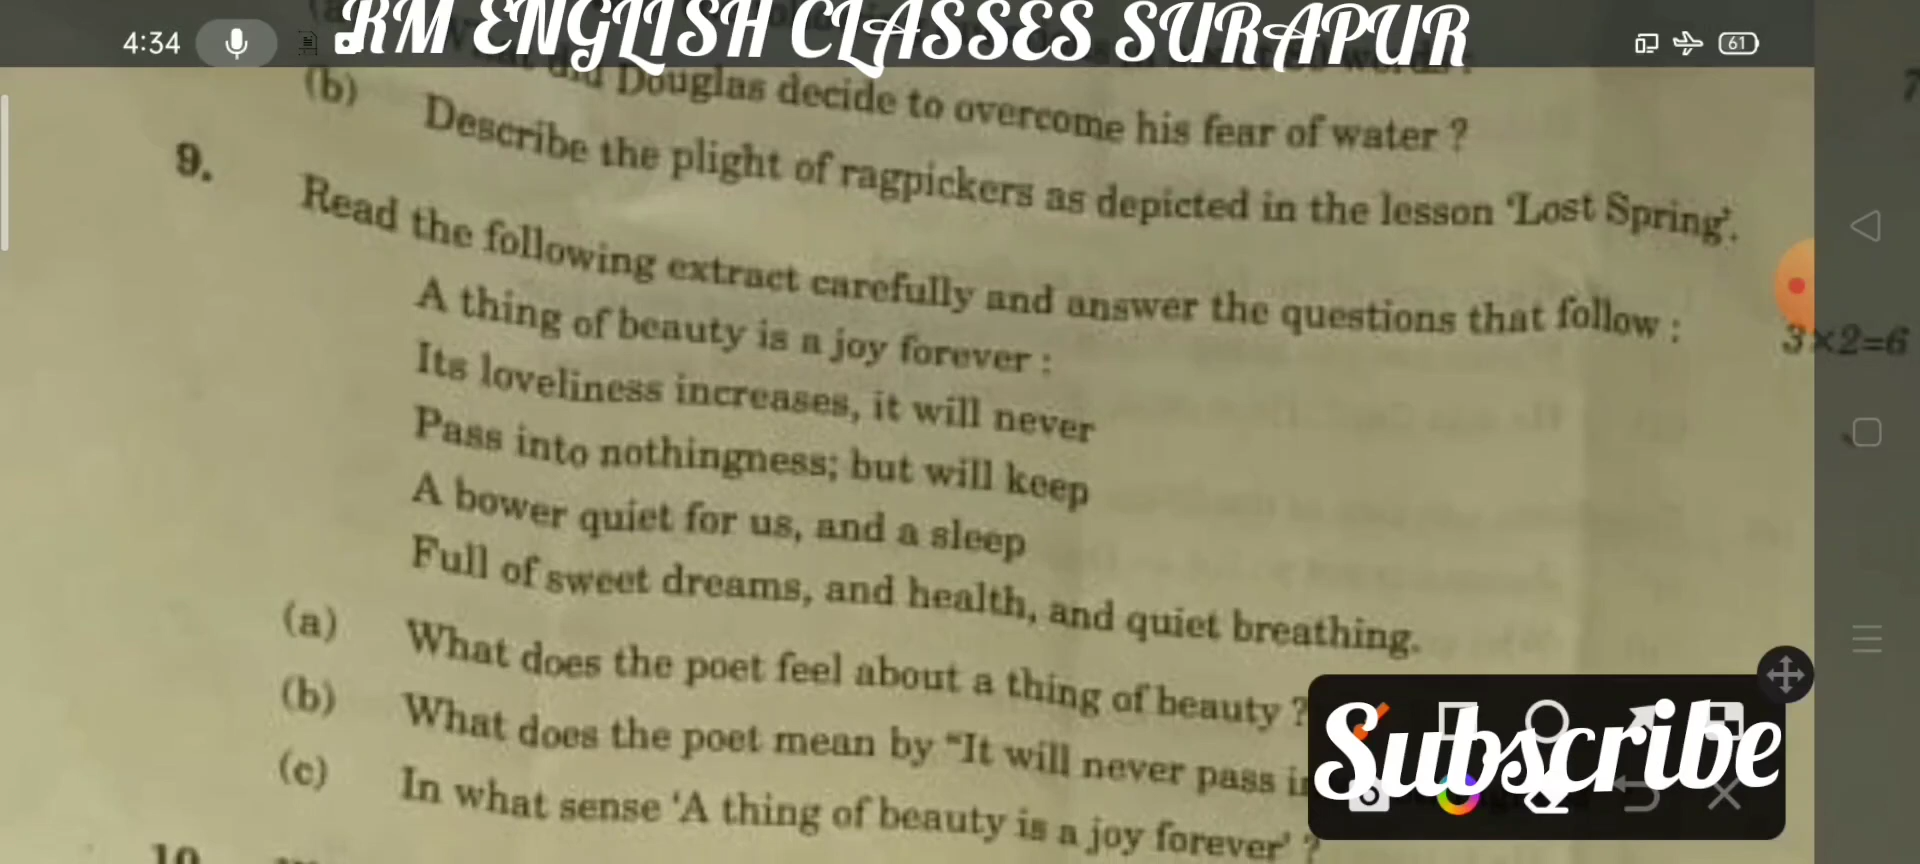 RM ENGLISH CLASSES SURAPUR
4:34
61
did Douglas decide to overcome his fear of water ?
(b) Describe the plight of ragpickers as depicted in the lesson 'Lost Spring'.
9. Read the following extract carefully and answer the questions that follow : 3×2=6
A thing of beauty is a joy forever :
Its loveliness increases, it will never
Pass into nothingness; but will keep
A bower quiet for us, and a sleep
Full of sweet dreams, and health, and quiet breathing.
(a) What does the poet feel about a thing of beauty ?
(b) What does the poet mean by "It will never pass
(c) In what sense 'A thing of beauty is a joy forever' ?
Subscribe
10
7